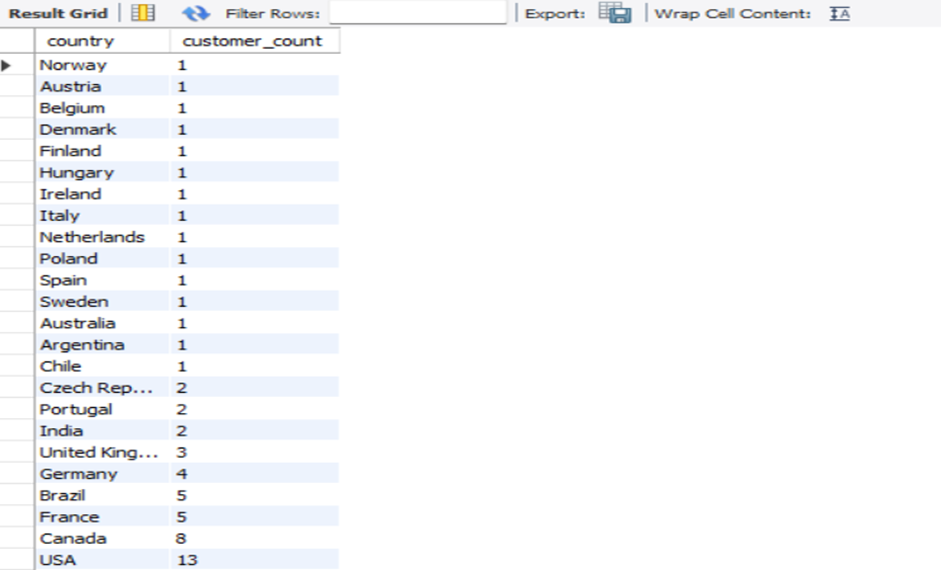 Result Grid Filter Rows: Export: Wrap Cell Content:
country customer_count
Norway 1
Austria 1
Belgium 1
Denmark 1
Finland 1
Hungary 1
Ireland 1
Italy 1
Netherlands 1
Poland 1
Spain 1
Sweden 1
Australia 1
Argentina 1
Chile 1
Czech Rep... 2
Portugal 2
India 2
United King... 3
Germany 4
Brazil 5
France 5
Canada 8
USA 13